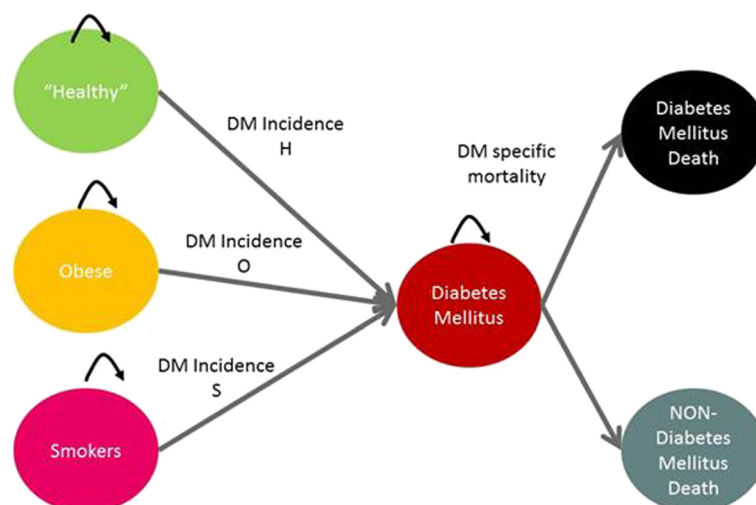 “Healthy”
DM Incidence
H
Obese
DM Incidence
O
Smokers
DM Incidence
S
Diabetes
Mellitus
DM specific
mortality
Diabetes
Mellitus
Death
NON-
Diabetes
Mellitus
Death